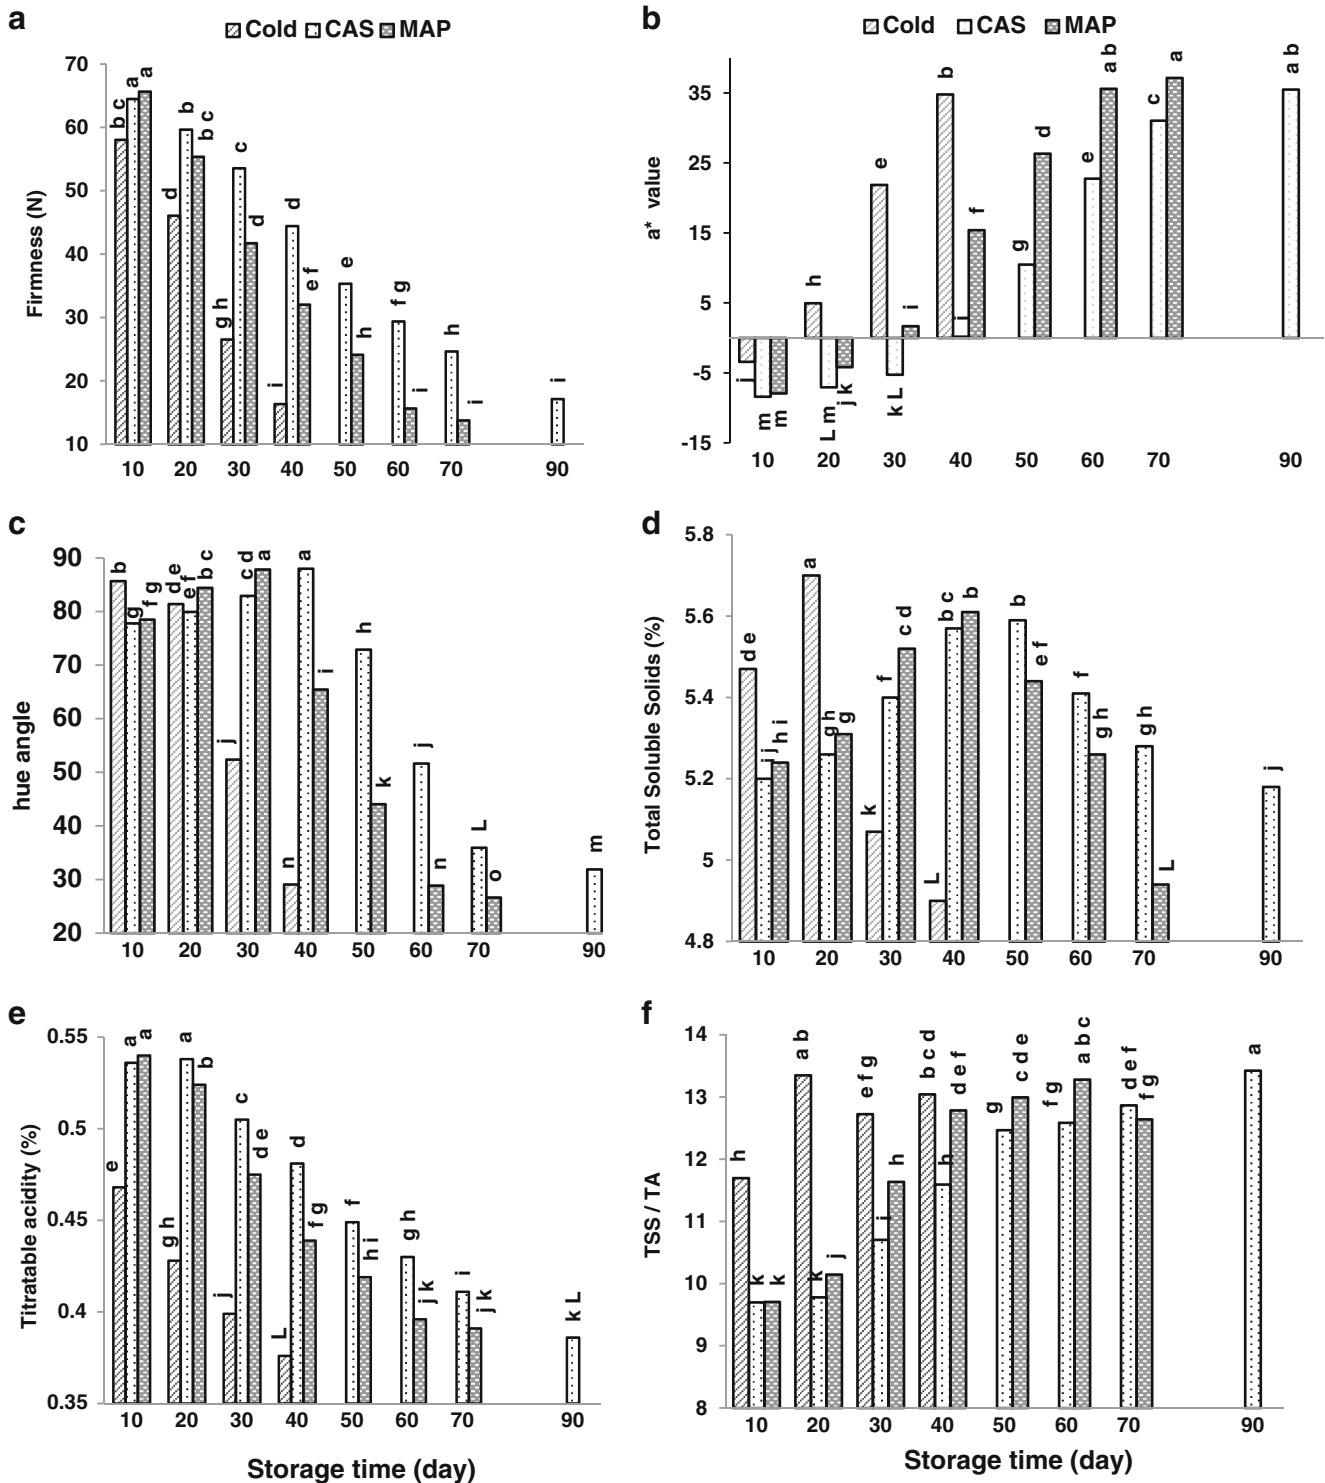 a
Cold CAS MAP
70
60
50
40
30
20
10
Firmness (N)
b c
a
a
d
b
b c
g h
e
d
i
d
e f
e
h
f g
i
h
i
i
10 20 30 40 50 60 70 90
b
Cold CAS MAP
35
25
15
5
-5
-15
a* value
i
m
m
h
L m
j k
e
k L
i
b
i
f
g
d
e
a b
c
a
a b
10 20 30 40 50 60 70 90
c
90
80
70
60
50
40
30
20
hue angle
b
g
f g
d e
e f
b c
j
c d
a
n
a
i
h
k
j
n
L
o
m
10 20 30 40 50 60 70 90
d
5.8
5.6
5.4
5.2
5
4.8
Total Soluble Solids (%)
d e
i j
h i
a
g h
g
k
f
c d
L
b c
b
b
e f
f
g h
g h
L
j
10 20 30 40 50 60 70 90
e
0.55
0.5
0.45
0.4
0.35
Titratable acidity (%)
e
a
a
g h
a
b
j
c
d e
L
d
f g
f
h i
g h
j k
i
j k
k L
10 20 30 40 50 60 70 90
Storage time (day)
f
14
13
12
11
10
9
8
TSS / TA
h
k
k
a b
k
j
e f g
i
h
b c d
h
d e f
g
c d e
f g
a b c
d e f
f g
a
10 20 30 40 50 60 70 90
Storage time (day)